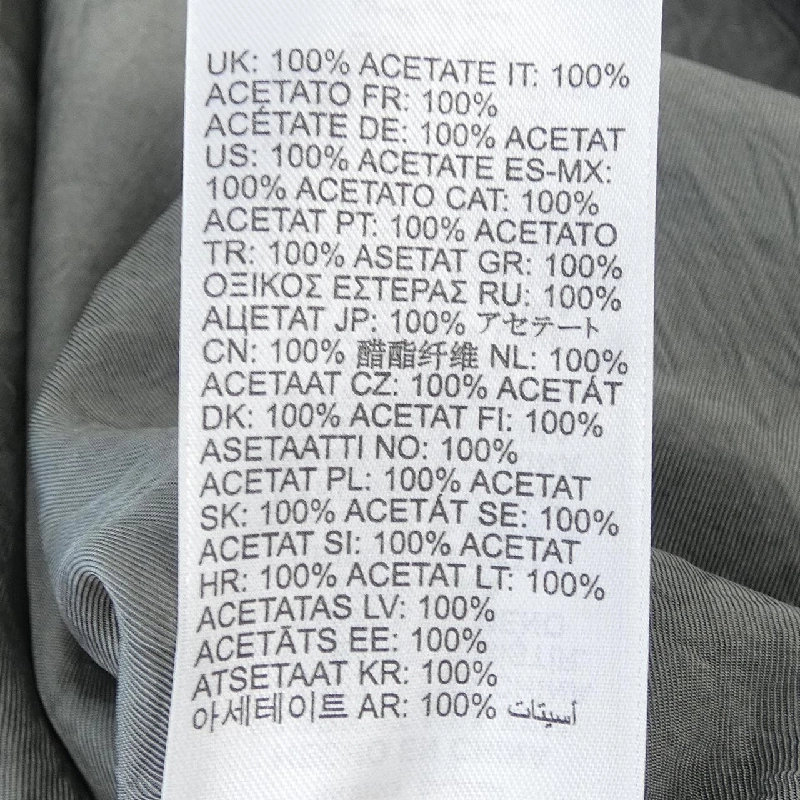 UK: 100% ACETATE IT: 100%
ACETATO FR: 100%
ACÉTATE DE: 100% ACETAT
US: 100% ACETATE ES-MX:
100% ACETATO CAT: 100%
ACETAT PT: 100% ACETATO
TR: 100% ASETAT GR: 100%
ΟΞΙΚΟΣ ΕΣΤΕΡΑΣ RU: 100%
АЦЕТАТ JP: 100% アセテート
CN: 100% 醋酯纤维 NL: 100%
ACETAAT CZ: 100% ACETÁT
DK: 100% ACETAT FI: 100%
ASETAATTI NO: 100%
ACETAT PL: 100% ACETAT
SK: 100% ACETÁT SE: 100%
ACETAT SI: 100% ACETAT
HR: 100% ACETAT LT: 100%
ACETATAS LV: 100%
ACETĀTS EE: 100%
ATSETAAT KR: 100%
아세테이트 AR: 100% أسيتات